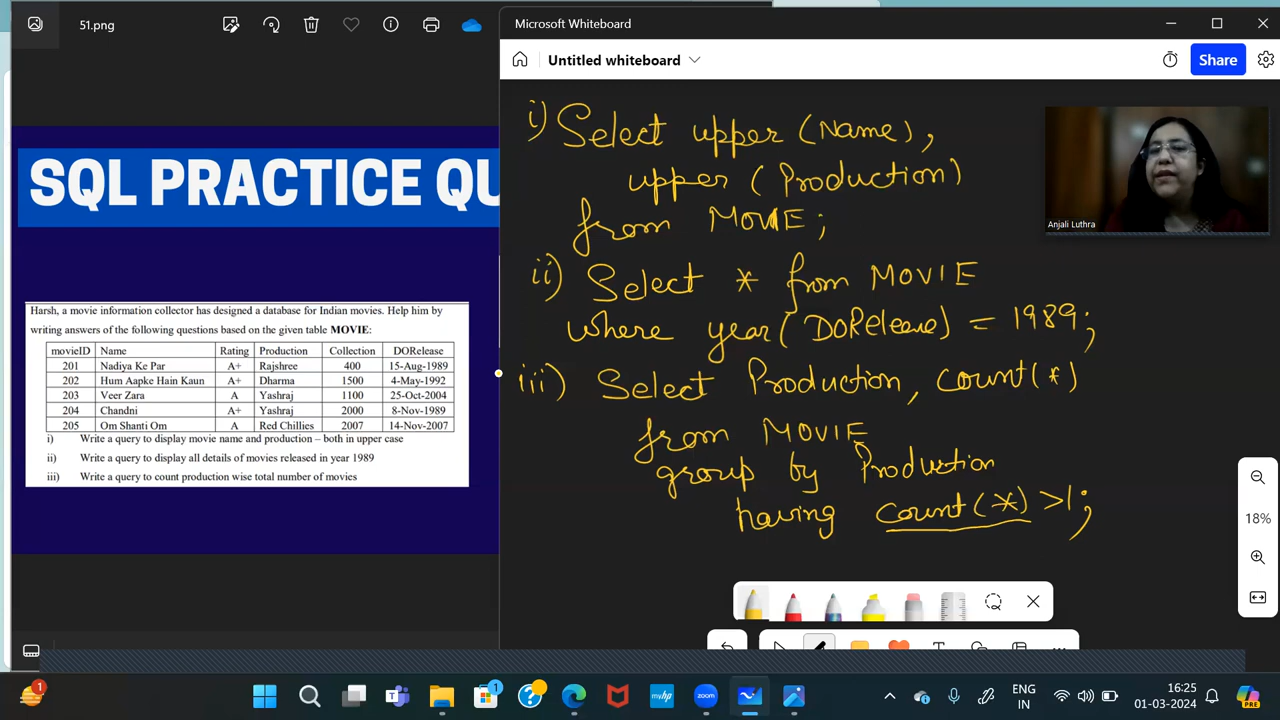 51.png
Microsoft Whiteboard
Untitled whiteboard
Share
SQL PRACTICE QU
Harsh, a movie information collector has designed a database for Indian movies. Help him by
writing answers of the following questions based on the given table MOVIE:
movieID Name Rating Production Collection DORelease
201 Nadiya Ke Par A+ Rajshree 400 15-Aug-1989
202 Hum Aapke Hain Kaun A+ Dharma 1500 4-May-1992
203 Veer Zara A Yashraj 1100 25-Oct-2004
204 Chandni A+ Yashraj 2000 8-Nov-1989
205 Om Shanti Om A Red Chillies 2007 14-Nov-2007
i) Write a query to display movie name and production – both in upper case
ii) Write a query to display all details of movies released in year 1989
iii) Write a query to count production wise total number of movies
i) Select upper (Name),
upper (Production)
from MOVIE;
ii) Select * from MOVIE
where year(DORelease) = 1989;
iii) Select Production, count(*)
from MOVIE
group by Production
having count(*) >1;
Anjali Luthra
18%
1
1
myhp
zoom
ENG
IN
16:25
01-03-2024
PRE